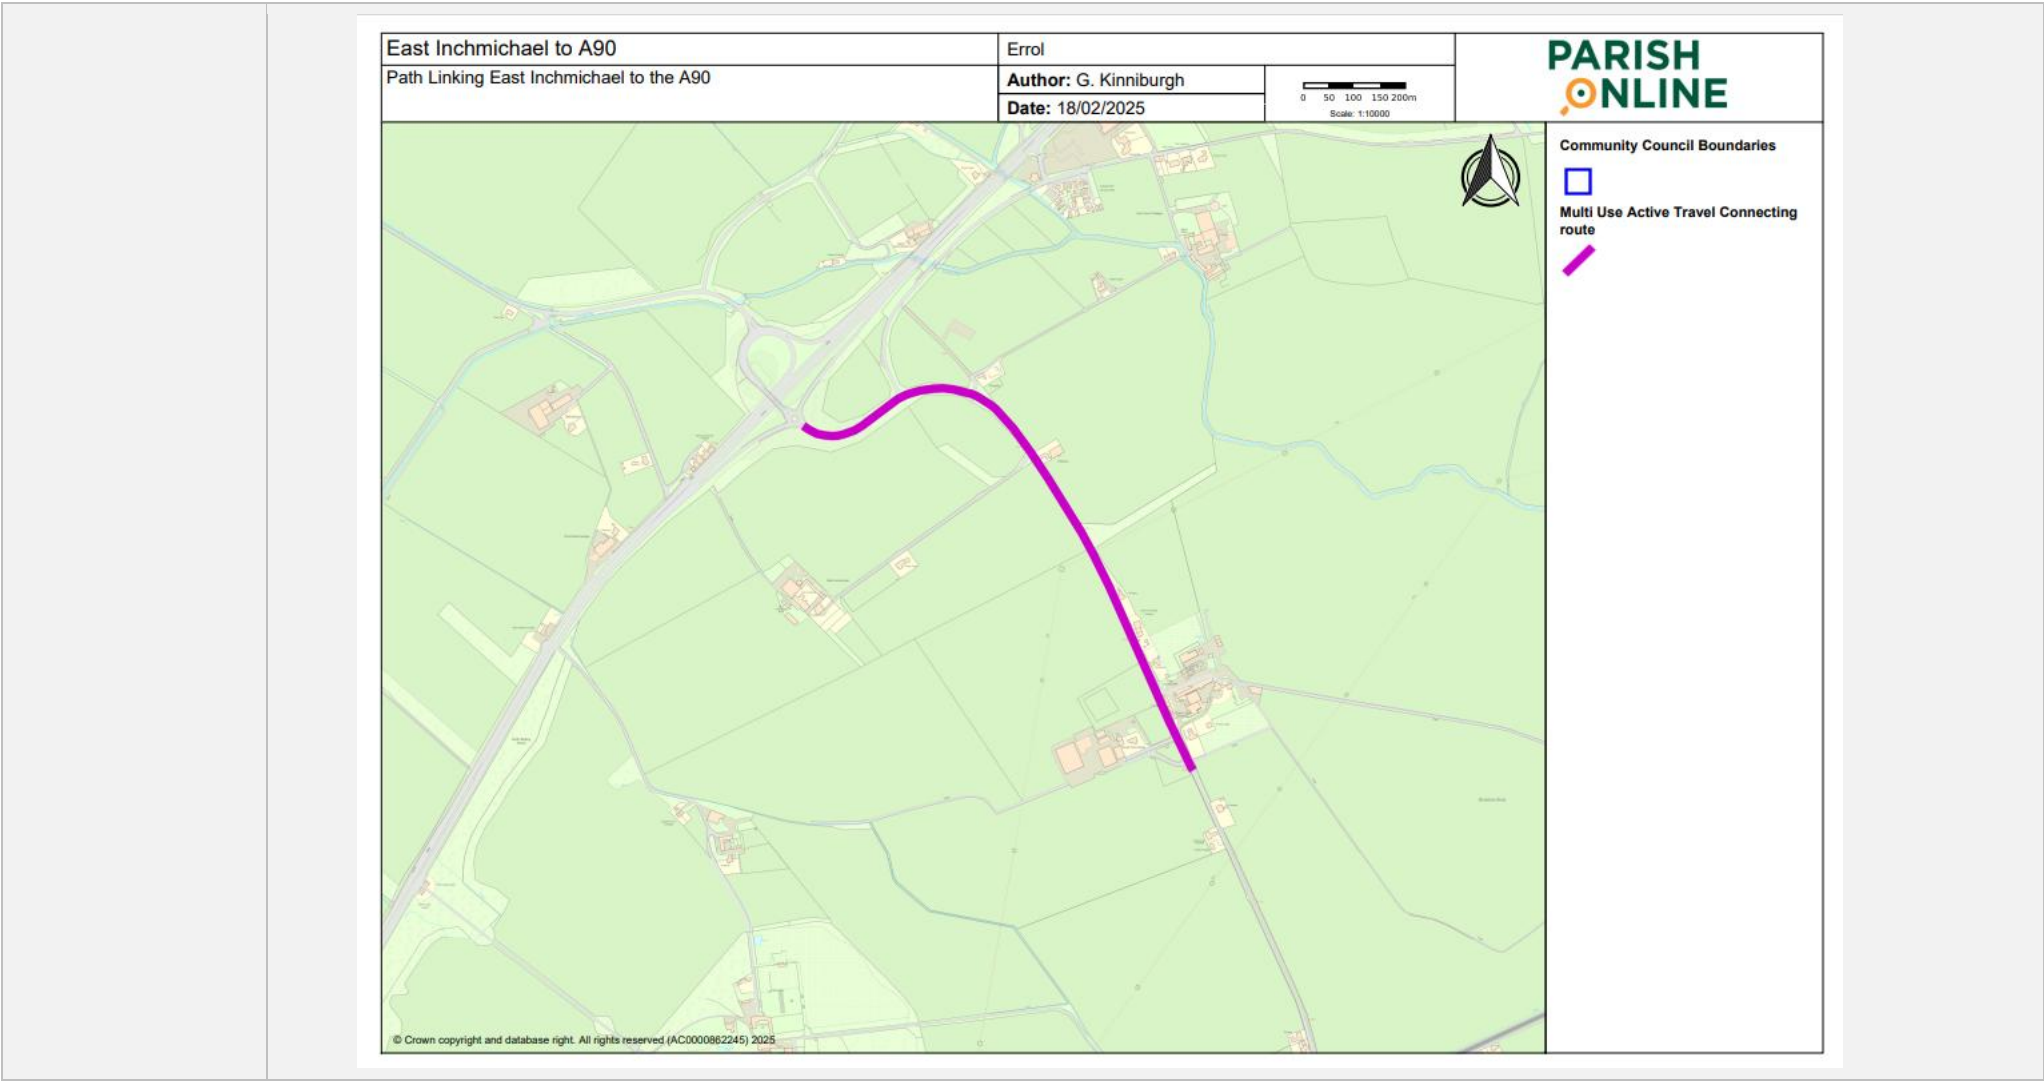 East Inchmichael to A90
Path Linking East Inchmichael to the A90
Errol
Author: G. Kinniburgh
Date: 18/02/2025
0 50 100 150 200m
Scale: 1:10000
PARISH
ONLINE
Community Council Boundaries
Multi Use Active Travel Connecting
route
© Crown copyright and database right. All rights reserved (AC0000862245) 2025